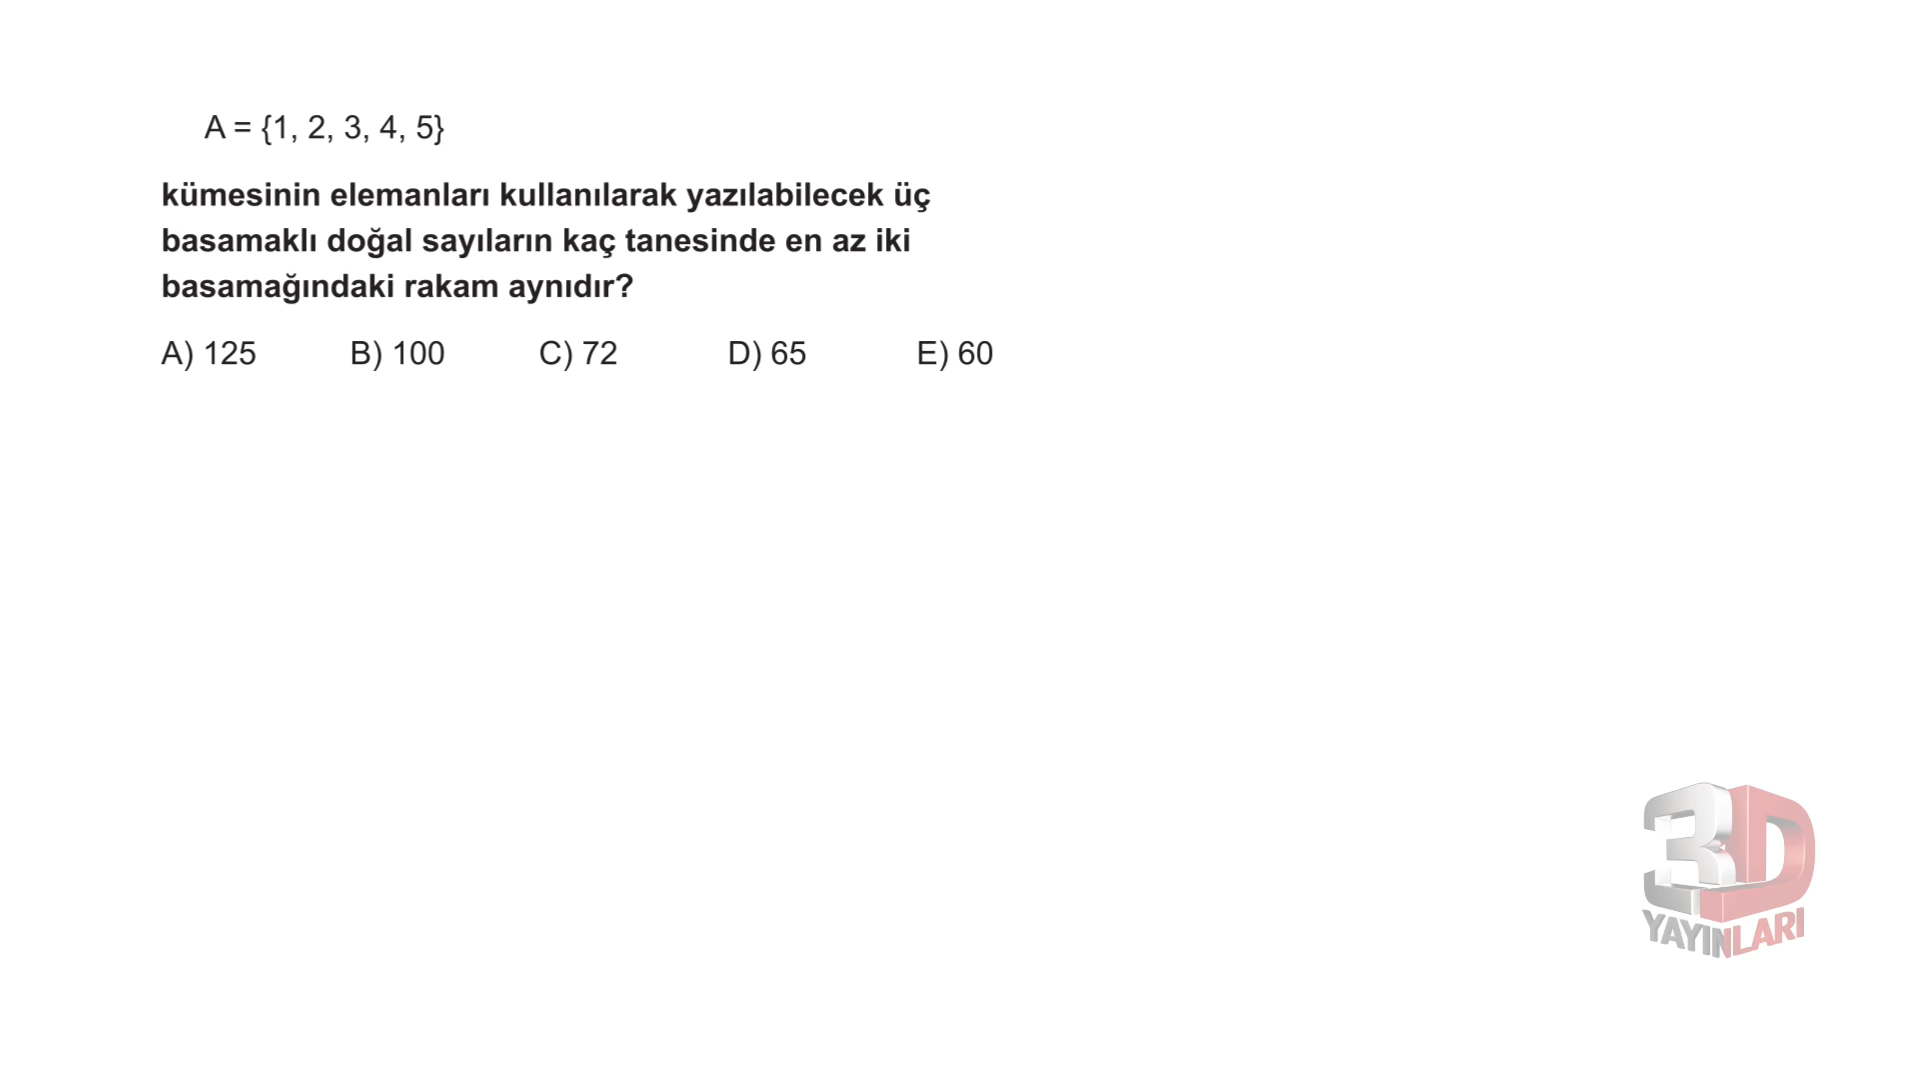 A = {1, 2, 3, 4, 5}
kümesinin elemanları kullanılarak yazılabilecek üç
basamaklı doğal sayıların kaç tanesinde en az iki
basamağındaki rakam aynıdır?
A) 125 B) 100 C) 72 D) 65 E) 60
3D
YAYINLARI